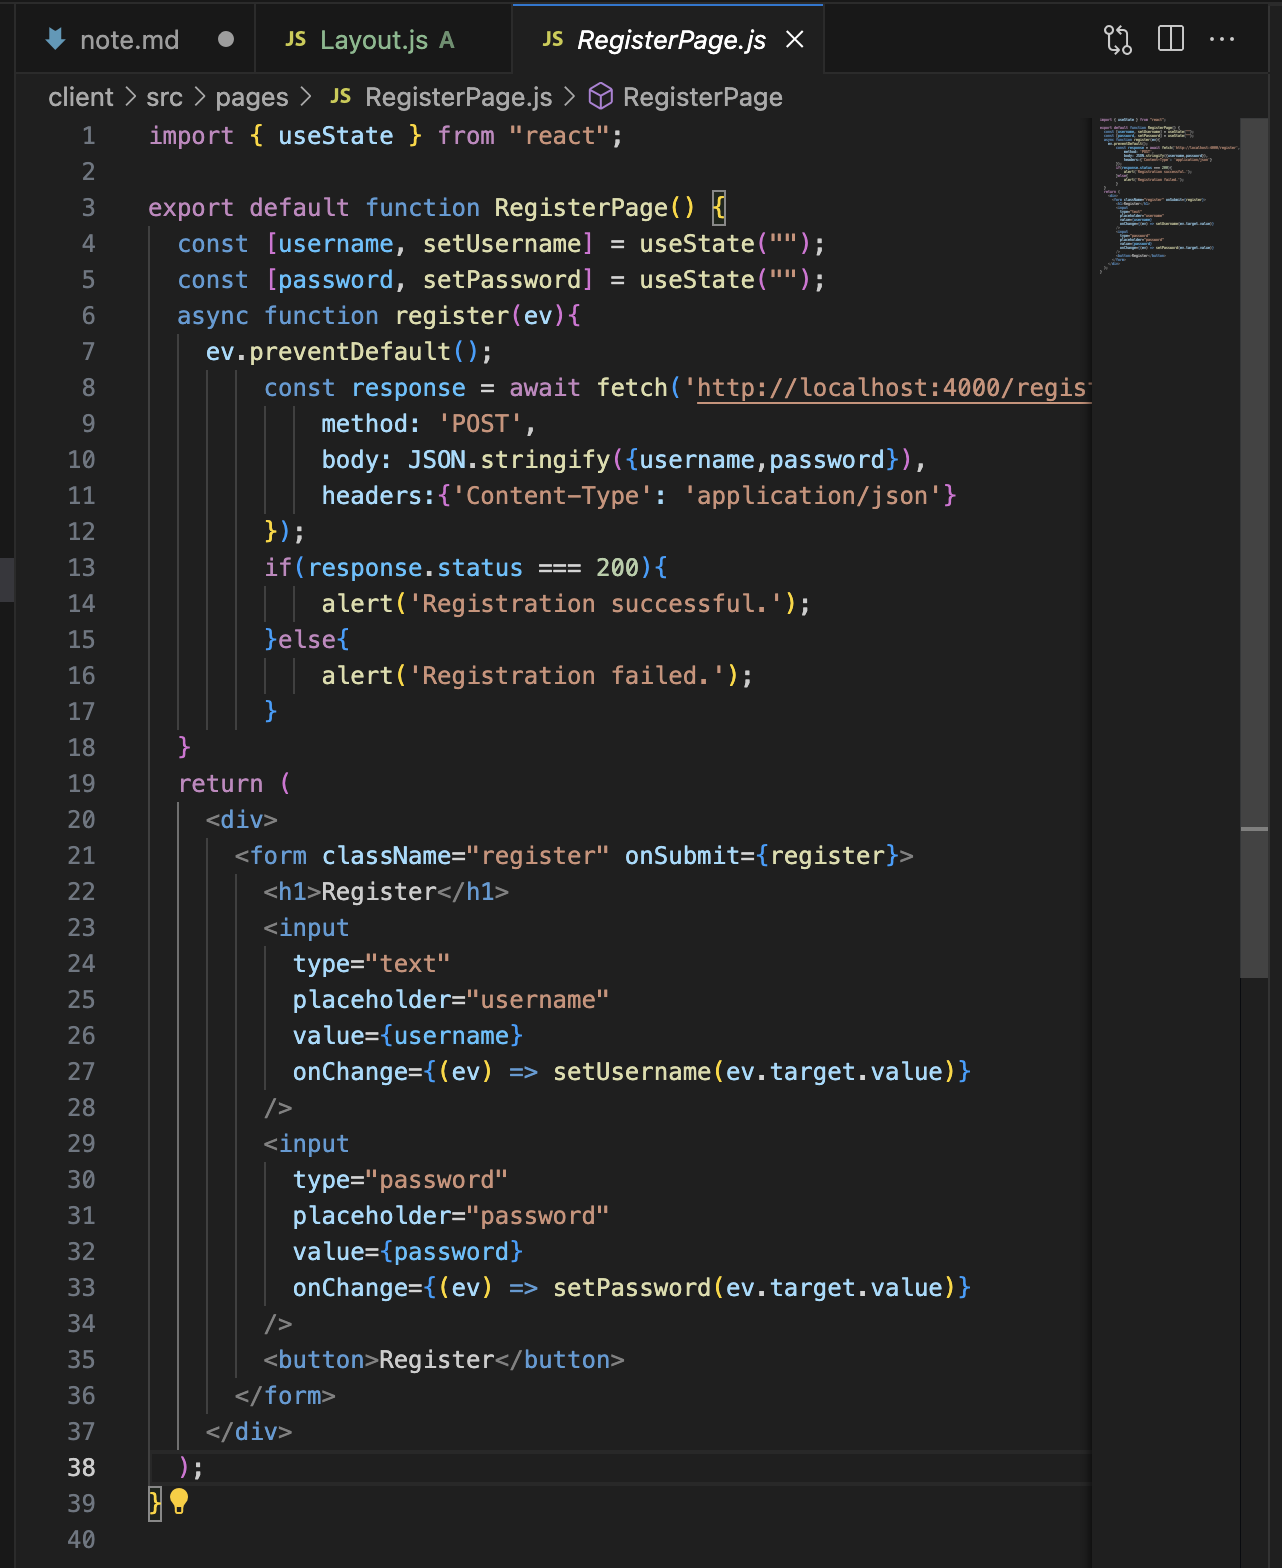 note.md
JS Layout.js A
JS RegisterPage.js
client > src > pages > JS RegisterPage.js > RegisterPage
1 import { useState } from "react";
2
3 export default function RegisterPage() {
4 const [username, setUsername] = useState("");
5 const [password, setPassword] = useState("");
6 async function register(ev){
7 ev.preventDefault();
8 const response = await fetch('http://localhost:4000/regis
9 method: 'POST',
10 body: JSON.stringify({username,password}),
11 headers:{'Content-Type': 'application/json'}
12 });
13 if(response.status === 200){
14 alert('Registration successful.');
15 }else{
16 alert('Registration failed.');
17 }
18 }
19 return (
20 <div>
21 <form className="register" onSubmit={register}>
22 <h1>Register</h1>
23 <input
24 type="text"
25 placeholder="username"
26 value={username}
27 onChange={(ev) => setUsername(ev.target.value)}
28 />
29 <input
30 type="password"
31 placeholder="password"
32 value={password}
33 onChange={(ev) => setPassword(ev.target.value)}
34 />
35 <button>Register</button>
36 </form>
37 </div>
38 );
39 }
40